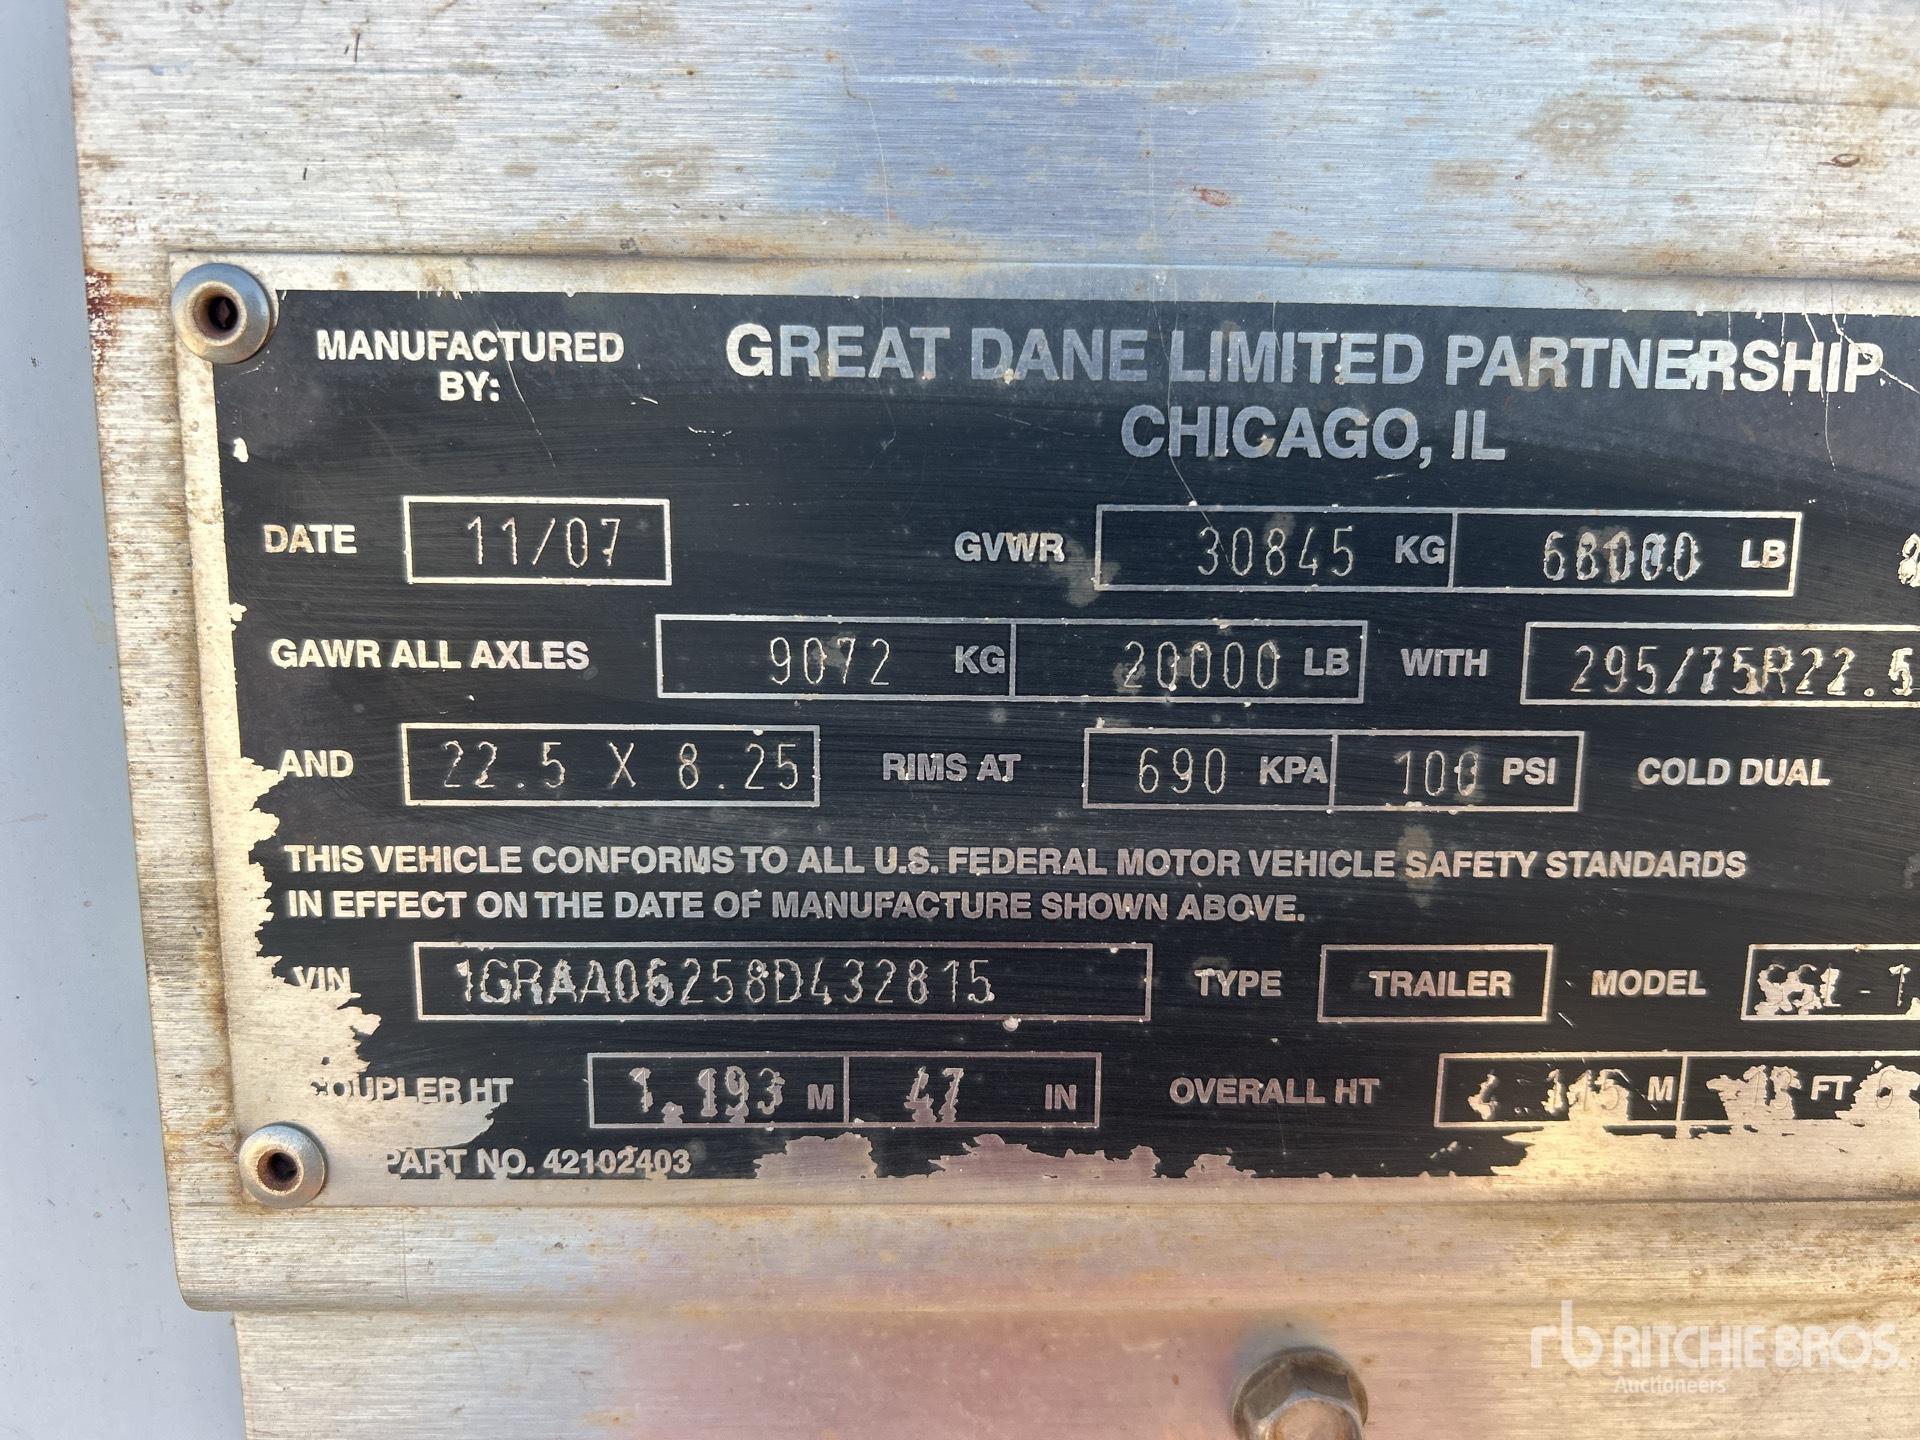 MANUFACTURED BY: GREAT DANE LIMITED PARTNERSHIP
CHICAGO, IL
DATE 11/07 GVWR 30845 KG 68000 LB
GAWR ALL AXLES 9072 KG 20000 LB WITH 295/75R22.5
AND 22.5 X 8.25 RIMS AT 690 KPA 100 PSI COLD DUAL
THIS VEHICLE CONFORMS TO ALL U.S. FEDERAL MOTOR VEHICLE SAFETY STANDARDS
IN EFFECT ON THE DATE OF MANUFACTURE SHOWN ABOVE.
VIN 1GRAA06258D432815 TYPE TRAILER MODEL
COUPLER HT 1.193 M 47 IN OVERALL HT 4.115 M 13 FT
PART NO. 42102403
rb RITCHIE BROS.
Auctioneers